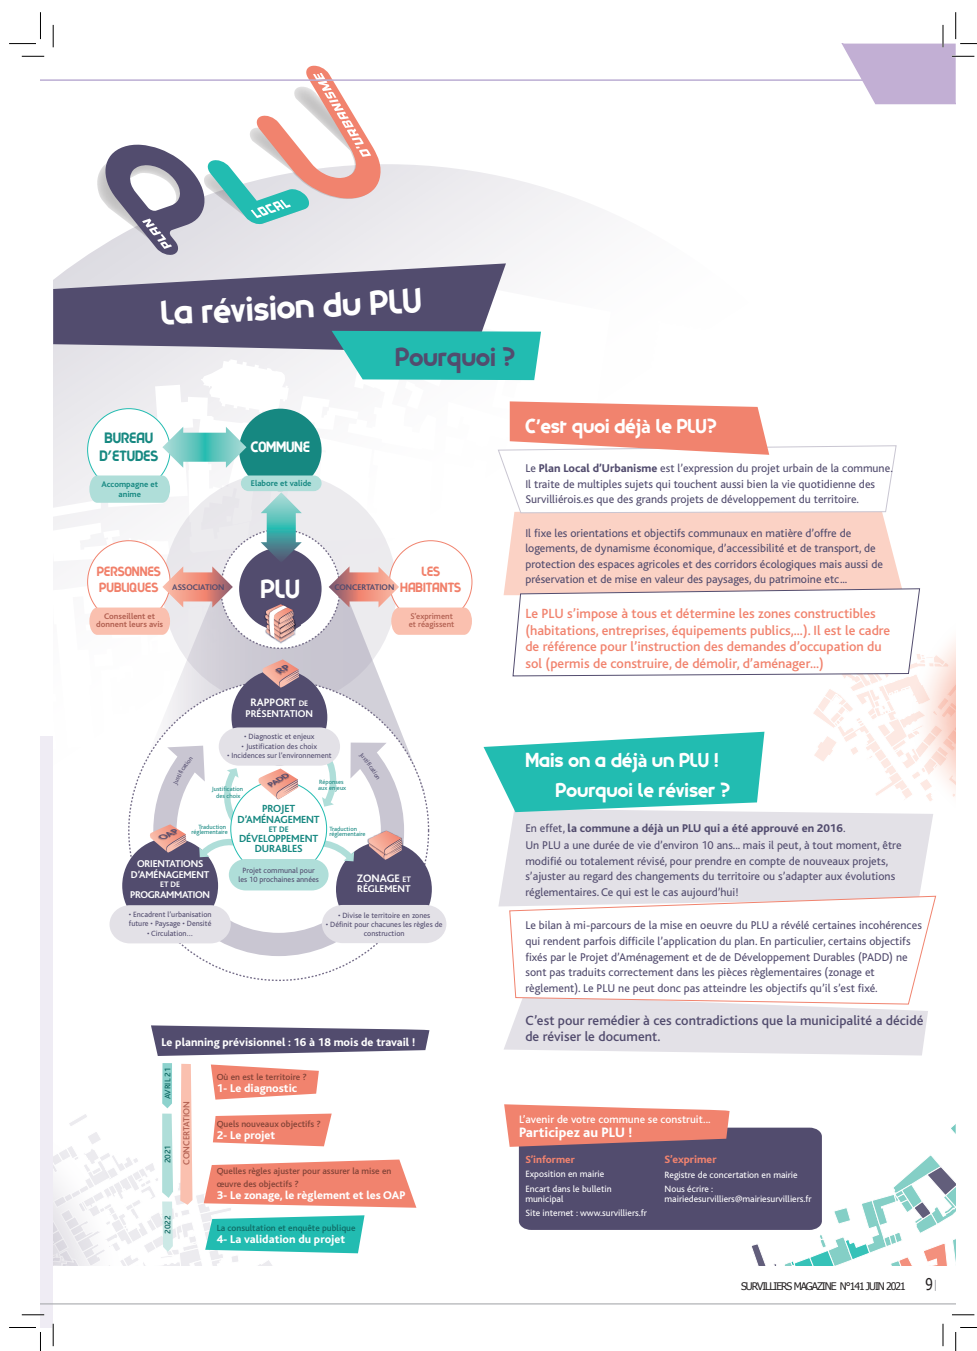 PLU
PLAN
LOCAL
D'URBANISME
La révision du PLU
Pourquoi ?
BUREAU
D'ETUDES
Accompagne et
anime
COMMUNE
Elabore et valide
PERSONNES
PUBLIQUES
Conseillent et
donnent leurs avis
ASSOCIATION
PLU
CONCERTATION
LES
HABITANTS
S'expriment
et réagissent
RP
RAPPORT DE
PRÉSENTATION
• Diagnostic et enjeux
• Justification des choix
• Incidences sur l'environnement
Justification
Justification
Justification
des choix
PADD
Réponses
aux enjeux
PROJET
D'AMÉNAGEMENT
ET DE
DÉVELOPPEMENT
DURABLES
Projet communal pour
les 10 prochaines années
Traduction
réglementaire
Traduction
réglementaire
OAP
ORIENTATIONS
D'AMÉNAGEMENT
ET DE
PROGRAMMATION
• Encadrent l'urbanisation
future • Paysage • Densité
• Circulation...
ZONAGE ET
RÉGLEMENT
• Divise le territoire en zones
• Définit pour chacunes les règles de
construction
Le planning prévisionnel : 16 à 18 mois de travail !
AVRIL 21
2021
2022
CONCERTATION
Où en est le territoire ?
1- Le diagnostic
Quels nouveaux objectifs ?
2- Le projet
Quelles règles ajuster pour assurer la mise en
œuvre des objectifs ?
3- Le zonage, le règlement et les OAP
La consultation et enquête publique
4- La validation du projet
C'est quoi déjà le PLU?
Le Plan Local d'Urbanisme est l'expression du projet urbain de la commune.
Il traite de multiples sujets qui touchent aussi bien la vie quotidienne des
Survilliérois.es que des grands projets de développement du territoire.
Il fixe les orientations et objectifs communaux en matière d'offre de
logements, de dynamisme économique, d'accessibilité et de transport, de
protection des espaces agricoles et des corridors écologiques mais aussi de
préservation et de mise en valeur des paysages, du patrimoine etc...
Le PLU s'impose à tous et détermine les zones constructibles
(habitations, entreprises, équipements publics,...). Il est le cadre
de référence pour l'instruction des demandes d'occupation du
sol (permis de construire, de démolir, d'aménager...)
Mais on a déjà un PLU !
Pourquoi le réviser ?
En effet, la commune a déjà un PLU qui a été approuvé en 2016.
Un PLU a une durée de vie d'environ 10 ans... mais il peut, à tout moment, être
modifié ou totalement révisé, pour prendre en compte de nouveaux projets,
s'ajuster au regard des changements du territoire ou s'adapter aux évolutions
réglementaires. Ce qui est le cas aujourd'hui!
Le bilan à mi-parcours de la mise en oeuvre du PLU a révélé certaines incohérences
qui rendent parfois difficile l'application du plan. En particulier, certains objectifs
fixés par le Projet d'Aménagement et de de Développement Durables (PADD) ne
sont pas traduits correctement dans les pièces règlementaires (zonage et
règlement). Le PLU ne peut donc pas atteindre les objectifs qu'il s'est fixé.
C'est pour remédier à ces contradictions que la municipalité a décidé
de réviser le document.
L'avenir de votre commune se construit...
Participez au PLU !
S'informer
Exposition en mairie
Encart dans le bulletin
municipal
Site internet : www.survilliers.fr
S'exprimer
Registre de concertation en mairie
Nous écrire :
mairiedesurvilliers@mairiesurvilliers.fr
SURVILLIERS MAGAZINE N°141 JUIN 2021 9